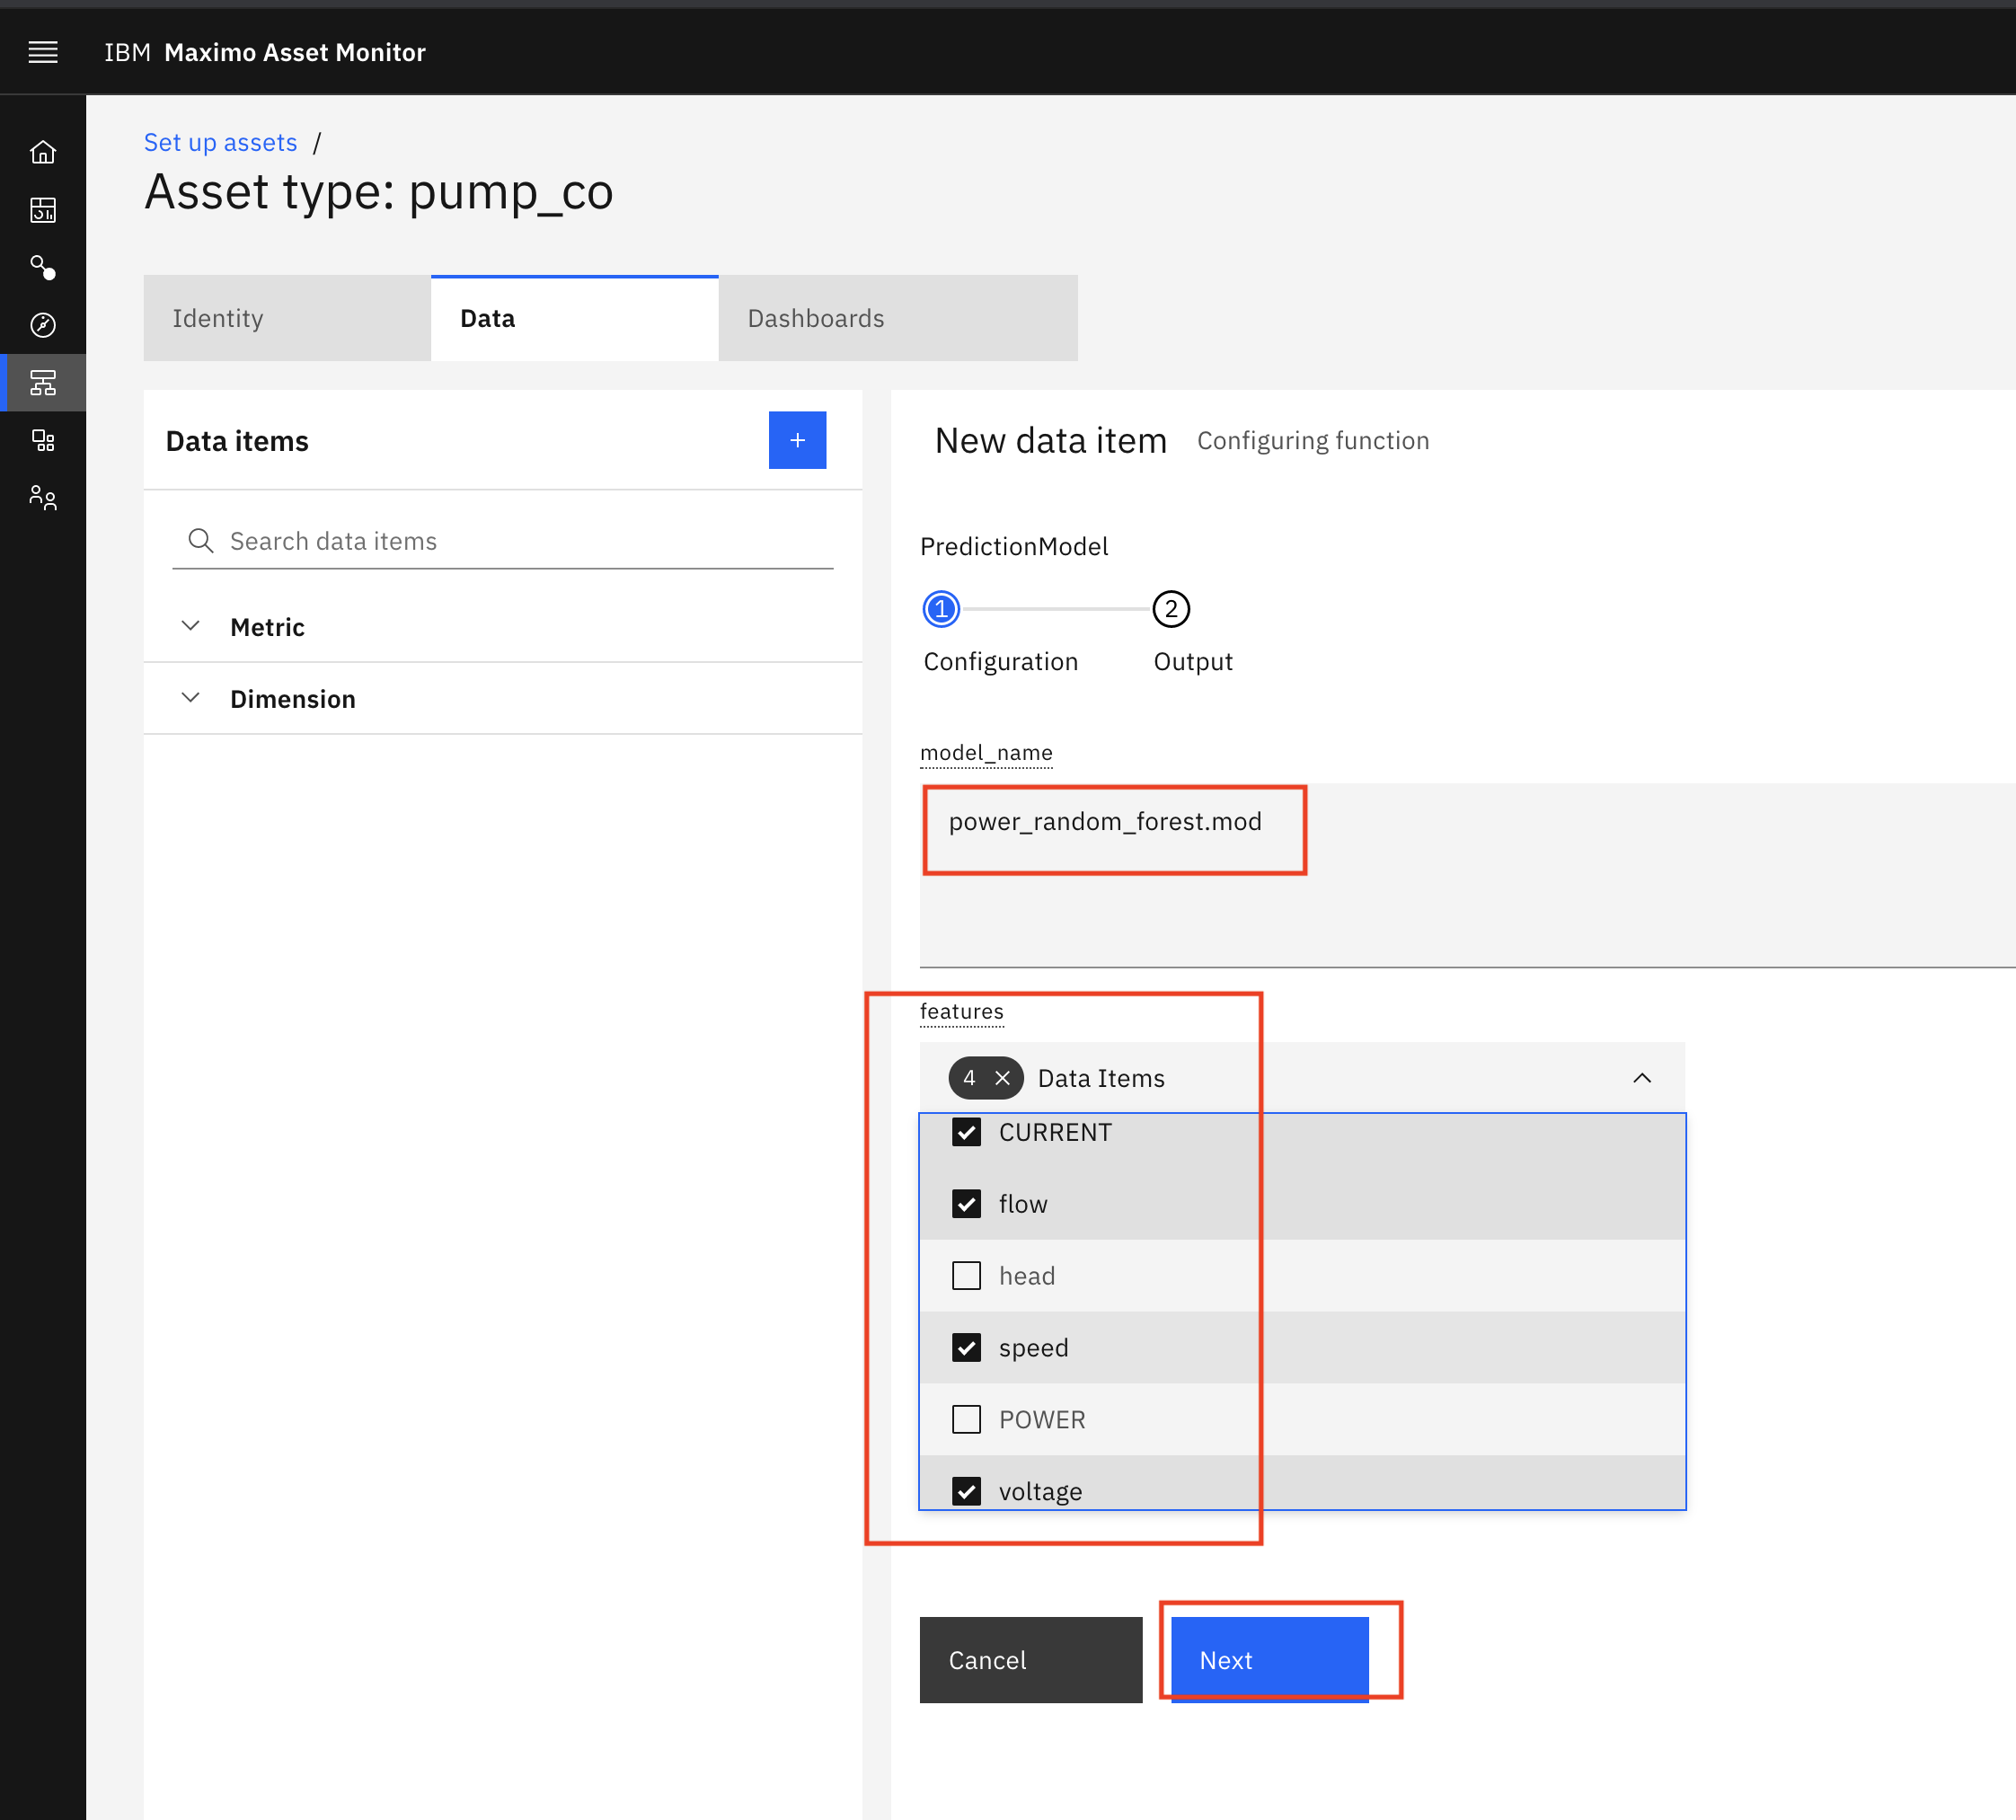 IBM Maximo Asset Monitor
Set up assets /
Asset type: pump_co
Identity
Data
Dashboards
Data items
+
Search data items
Metric
Dimension
New data item Configuring function
PredictionModel
1
2
Configuration
Output
model_name
power_random_forest.mod
features
4 Data Items
CURRENT
flow
head
speed
POWER
voltage
Cancel
Next